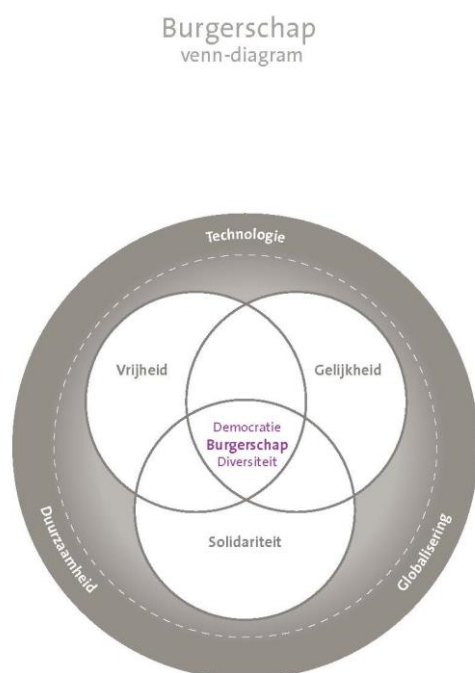 Burgerschap
venn-diagram
Technologie
Vrijheid
Gelijkheid
Democratie
Burgerschap
Diversiteit
Solidariteit
Duurzaamheid
Globalisering